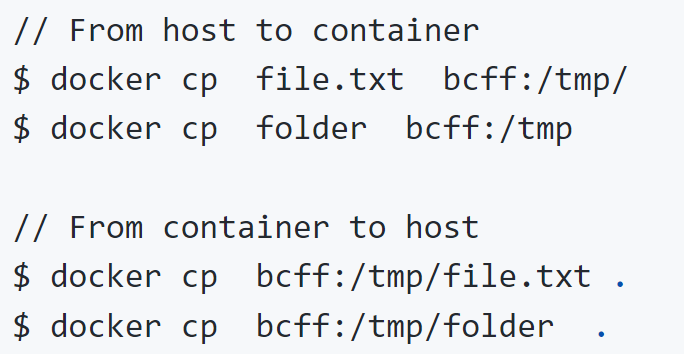 // From host to container
$ docker cp  file.txt  bcff:/tmp/
$ docker cp  folder  bcff:/tmp

// From container to host
$ docker cp  bcff:/tmp/file.txt .
$ docker cp  bcff:/tmp/folder  .